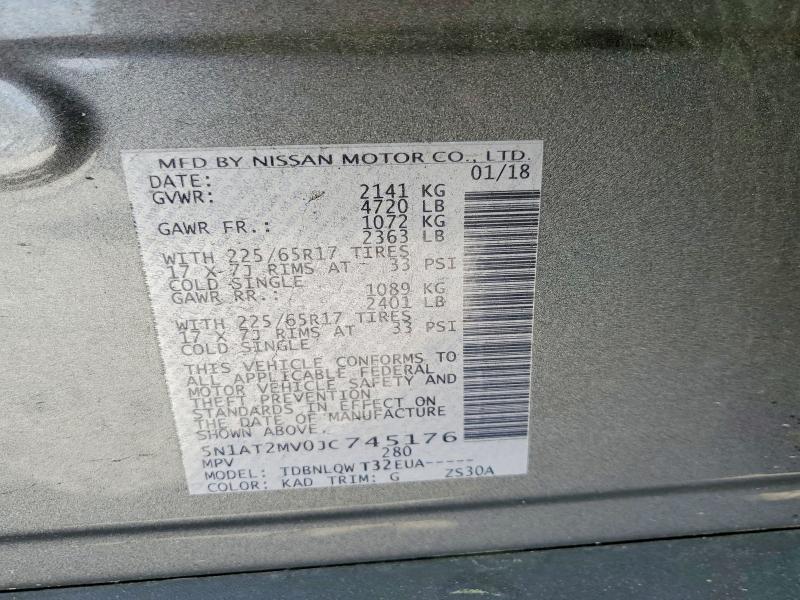 MFD BY NISSAN MOTOR CO., LTD.
DATE: 01/18
GVWR: 2141 KG
4720 LB
GAWR FR.: 1072 KG
2363 LB
WITH 225/65R17 TIRES
17 X 7J RIMS AT 33 PSI
COLD SINGLE
GAWR RR.: 1089 KG
2401 LB
WITH 225/65R17 TIRES
17 X 7J RIMS AT 33 PSI
COLD SINGLE
THIS VEHICLE CONFORMS TO
ALL APPLICABLE FEDERAL
MOTOR VEHICLE SAFETY AND
THEFT PREVENTION
STANDARDS IN EFFECT ON
THE DATE OF MANUFACTURE
SHOWN ABOVE.
5N1AT2MV0JC745176
MPV 280
MODEL: TDBNLQW T32EUA-----
COLOR: KAD TRIM: G ZS30A